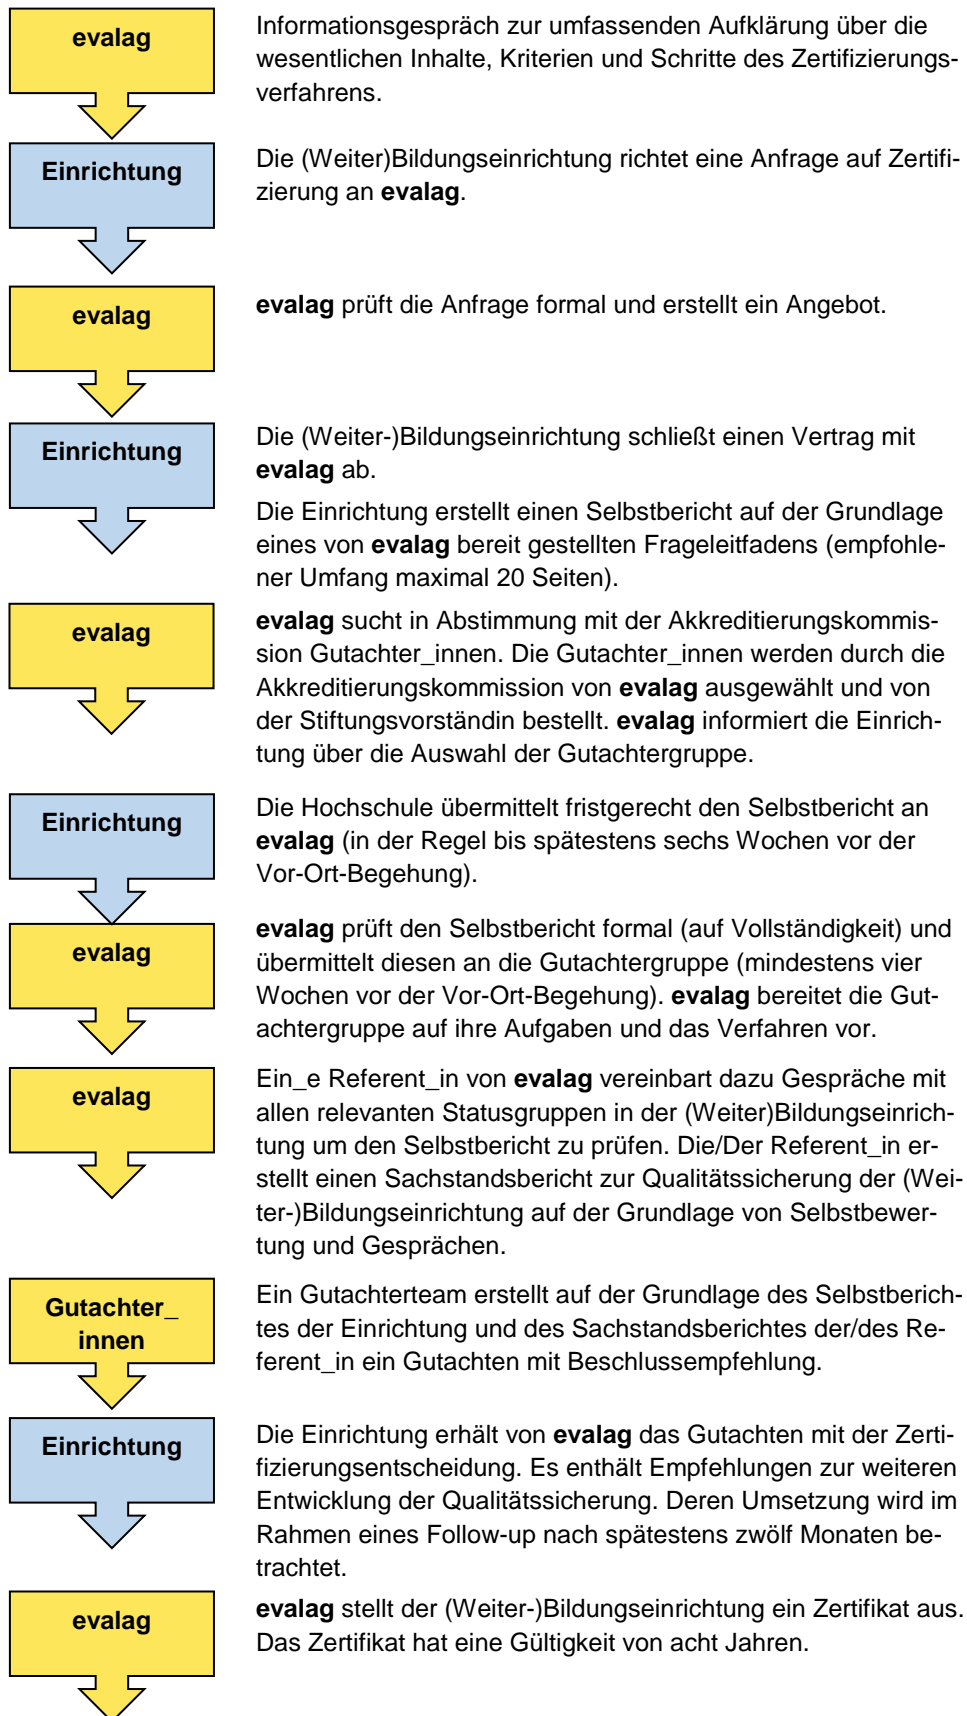 evalag
Informationsgespräch zur umfassenden Aufklärung über die
wesentlichen Inhalte, Kriterien und Schritte des Zertifizierungs-
verfahrens.
Einrichtung
Die (Weiter)Bildungseinrichtung richtet eine Anfrage auf Zertifi-
zierung an evalag.
evalag
evalag prüft die Anfrage formal und erstellt ein Angebot.
Einrichtung
Die (Weiter-)Bildungseinrichtung schließt einen Vertrag mit
evalag ab.
Die Einrichtung erstellt einen Selbstbericht auf der Grundlage
eines von evalag bereit gestellten Frageleitfadens (empfohle-
ner Umfang maximal 20 Seiten).
evalag
evalag sucht in Abstimmung mit der Akkreditierungskommis-
sion Gutachter_innen. Die Gutachter_innen werden durch die
Akkreditierungskommission von evalag ausgewählt und von
der Stiftungsvorständin bestellt. evalag informiert die Einrich-
tung über die Auswahl der Gutachtergruppe.
Einrichtung
Die Hochschule übermittelt fristgerecht den Selbstbericht an
evalag (in der Regel bis spätestens sechs Wochen vor der
Vor-Ort-Begehung).
evalag
evalag prüft den Selbstbericht formal (auf Vollständigkeit) und
übermittelt diesen an die Gutachtergruppe (mindestens vier
Wochen vor der Vor-Ort-Begehung). evalag bereitet die Gut-
achtergruppe auf ihre Aufgaben und das Verfahren vor.
evalag
Ein_e Referent_in von evalag vereinbart dazu Gespräche mit
allen relevanten Statusgruppen in der (Weiter)Bildungseinrich-
tung um den Selbstbericht zu prüfen. Die/Der Referent_in er-
stellt einen Sachstandsbericht zur Qualitätssicherung der (Wei-
ter-)Bildungseinrichtung auf der Grundlage von Selbstbewer-
tung und Gesprächen.
Gutachter_
innen
Ein Gutachterteam erstellt auf der Grundlage des Selbstberich-
tes der Einrichtung und des Sachstandsberichtes der/des Re-
ferent_in ein Gutachten mit Beschlussempfehlung.
Einrichtung
Die Einrichtung erhält von evalag das Gutachten mit der Zerti-
fizierungsentscheidung. Es enthält Empfehlungen zur weiteren
Entwicklung der Qualitätssicherung. Deren Umsetzung wird im
Rahmen eines Follow-up nach spätestens zwölf Monaten be-
trachtet.
evalag
evalag stellt der (Weiter-)Bildungseinrichtung ein Zertifikat aus.
Das Zertifikat hat eine Gültigkeit von acht Jahren.